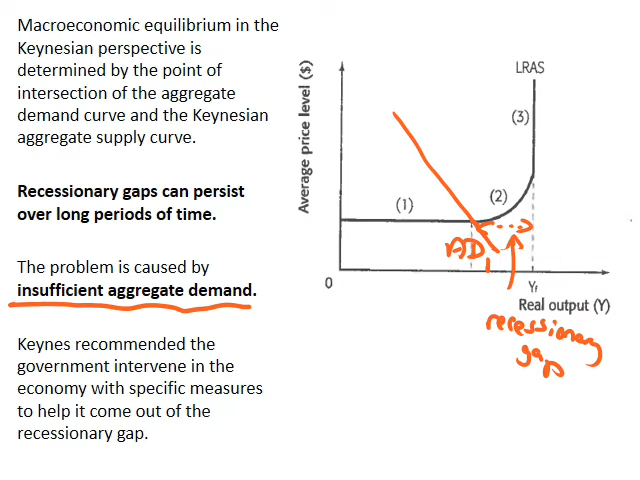 Macroeconomic equilibrium in the
Keynesian perspective is
determined by the point of
intersection of the aggregate
demand curve and the Keynesian
aggregate supply curve.
Recessionary gaps can persist
over long periods of time.
The problem is caused by
insufficient aggregate demand.
Keynes recommended the
government intervene in the
economy with specific measures
to help it come out of the
recessionary gap.
Average price level ($)
LRAS
(3)
(2)
(1)
AD1
0
Yf
Real output (Y)
recessionary
gap